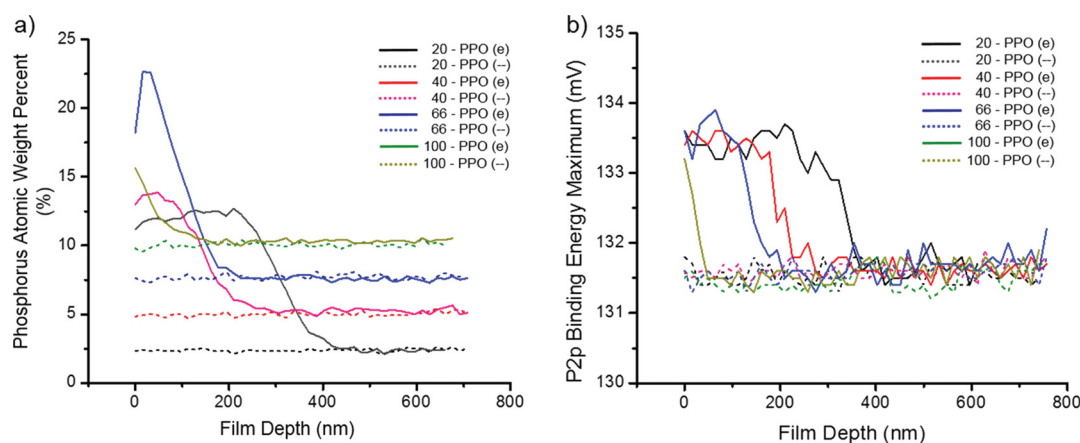 a)
Phosphorus Atomic Weight Percent
(%)
25
20
15
10
5
0
0
200
400
600
800
Film Depth (nm)
20 - PPO (e)
20 - PPO (--)
40 - PPO (e)
40 - PPO (--)
66 - PPO (e)
66 - PPO (--)
100 - PPO (e)
100 - PPO (--)
b)
P2p Binding Energy Maximum (mV)
135
134
133
132
131
130
0
200
400
600
800
Film Depth (nm)
20 - PPO (e)
20 - PPO (--)
40 - PPO (e)
40 - PPO (--)
66 - PPO (e)
66 - PPO (--)
100 - PPO (e)
100 - PPO (--)